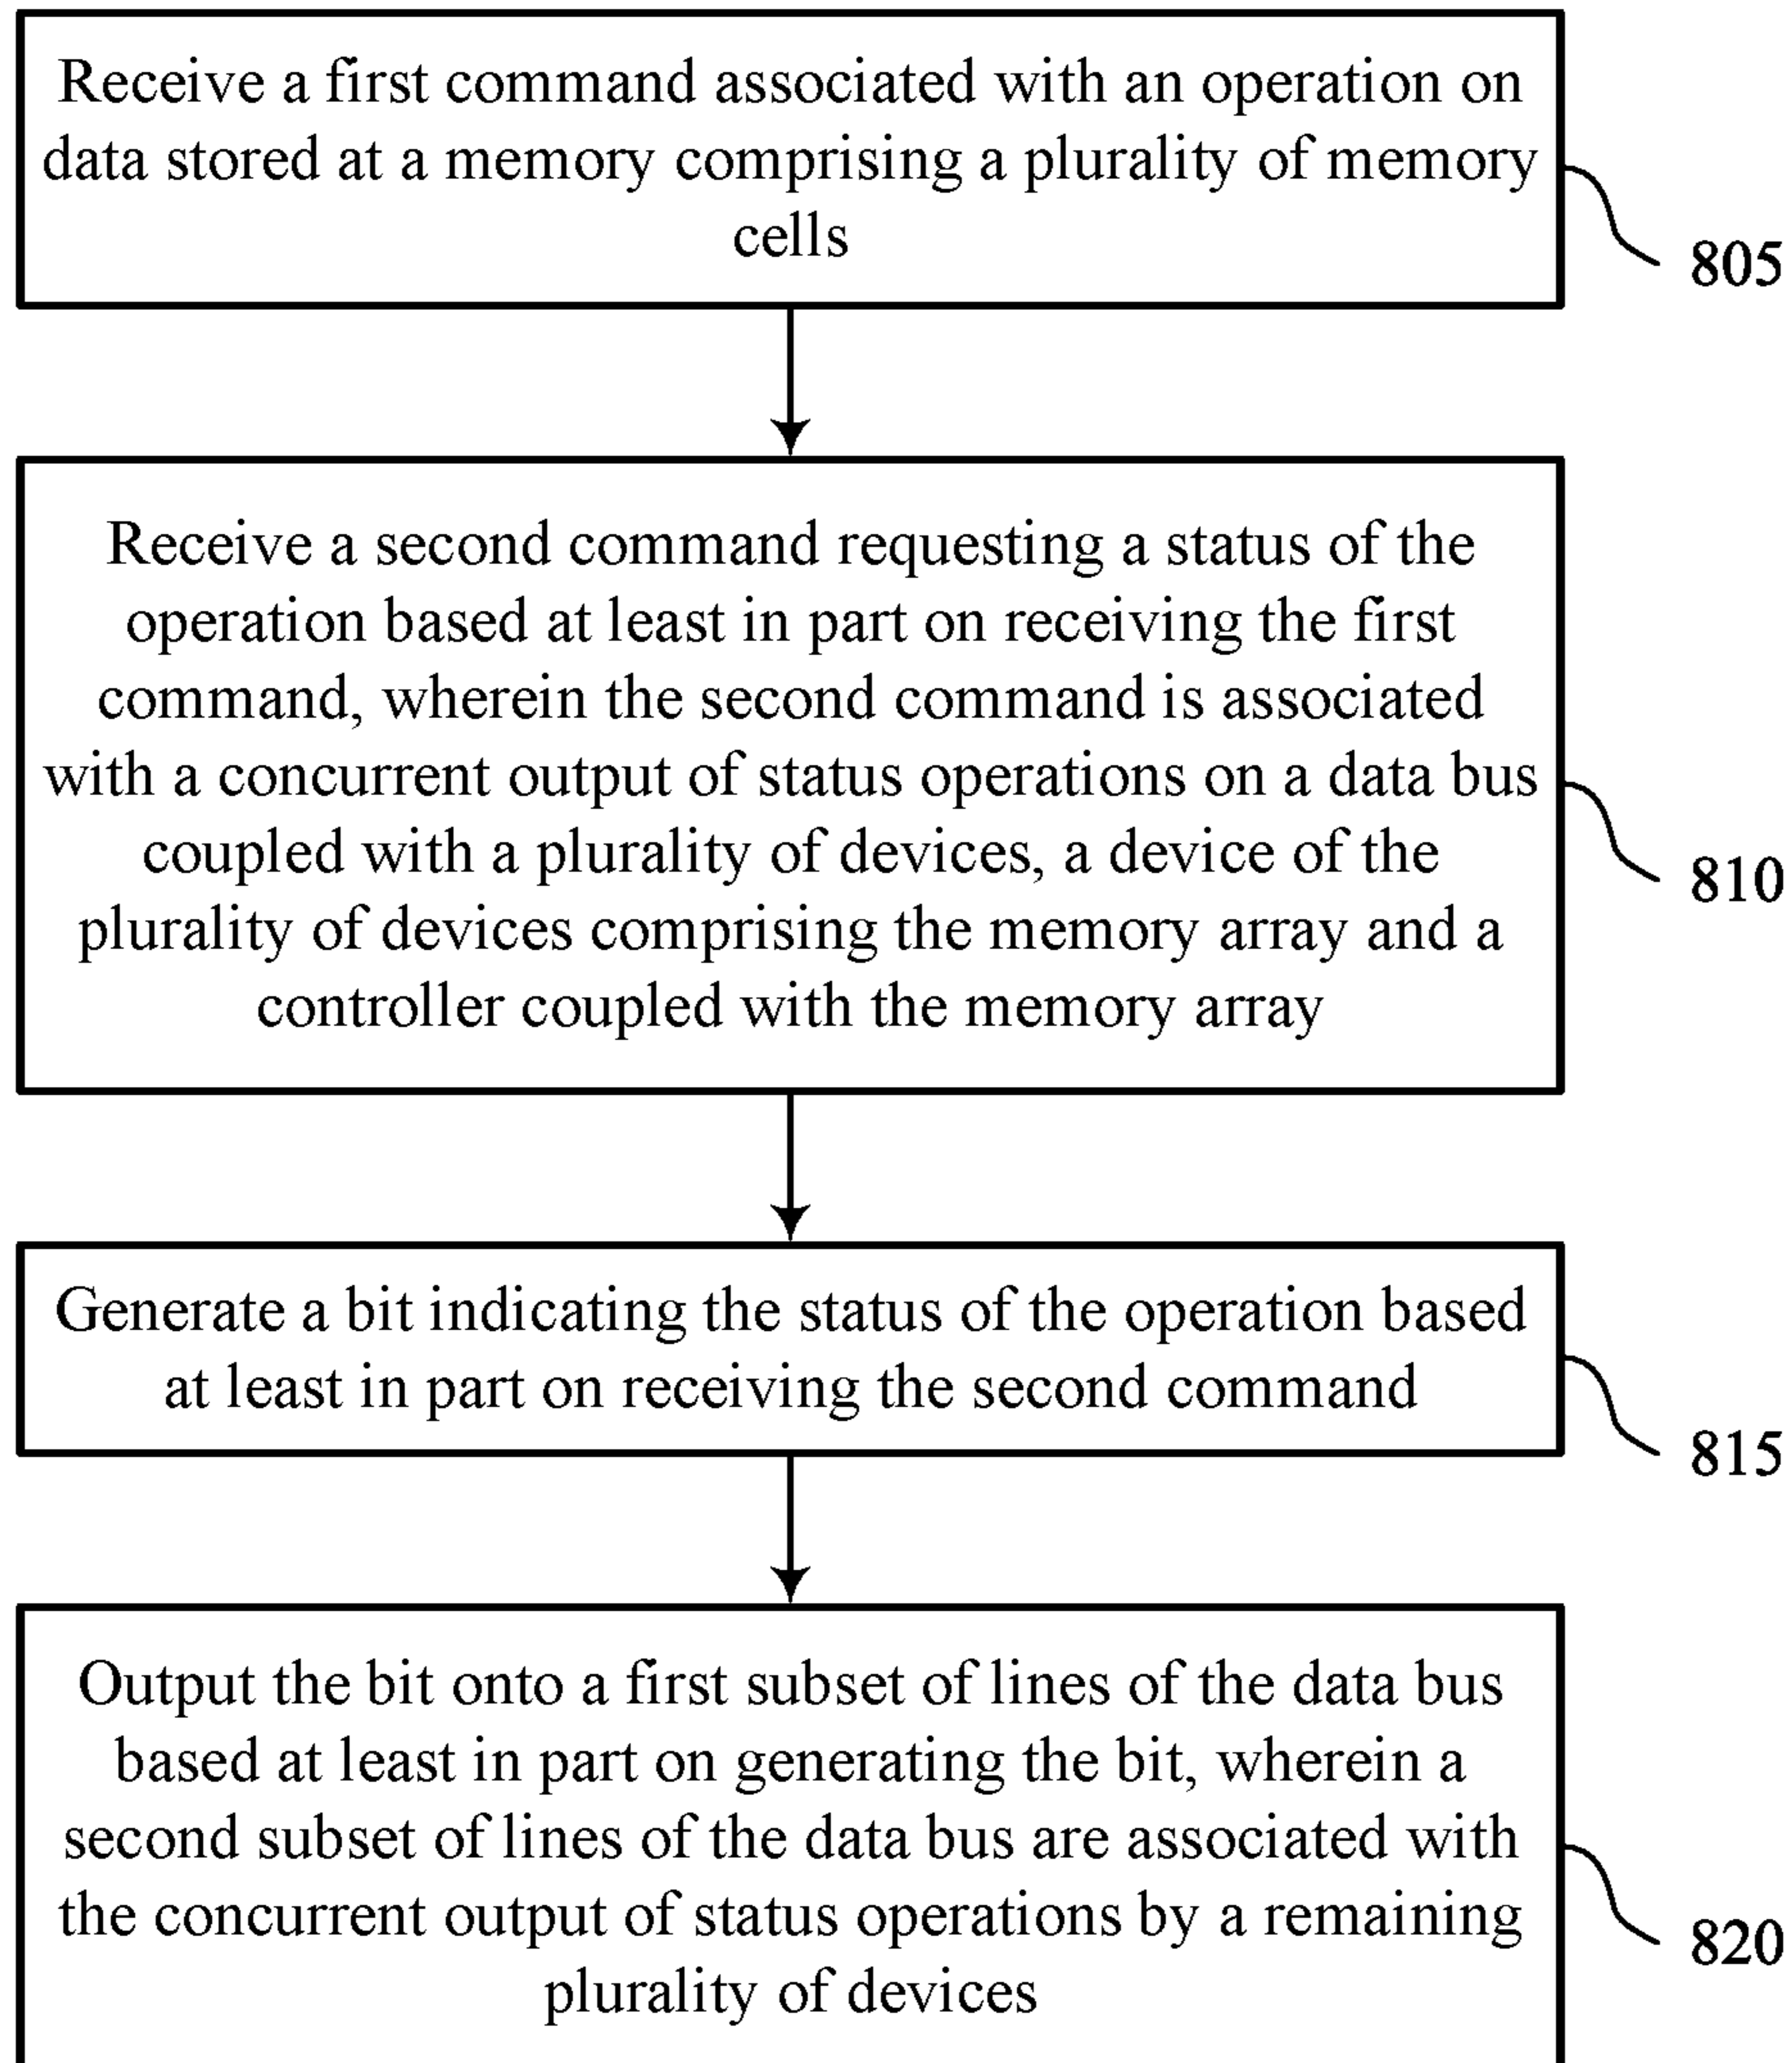 Receive a first command associated with an operation on
data stored at a memory comprising a plurality of memory
cells
805
Receive a second command requesting a status of the
operation based at least in part on receiving the first
command, wherein the second command is associated
with a concurrent output of status operations on a data bus
coupled with a plurality of devices, a device of the
plurality of devices comprising the memory array and a
controller coupled with the memory array
810
Generate a bit indicating the status of the operation based
at least in part on receiving the second command
815
Output the bit onto a first subset of lines of the data bus
based at least in part on generating the bit, wherein a
second subset of lines of the data bus are associated with
the concurrent output of status operations by a remaining
plurality of devices
820